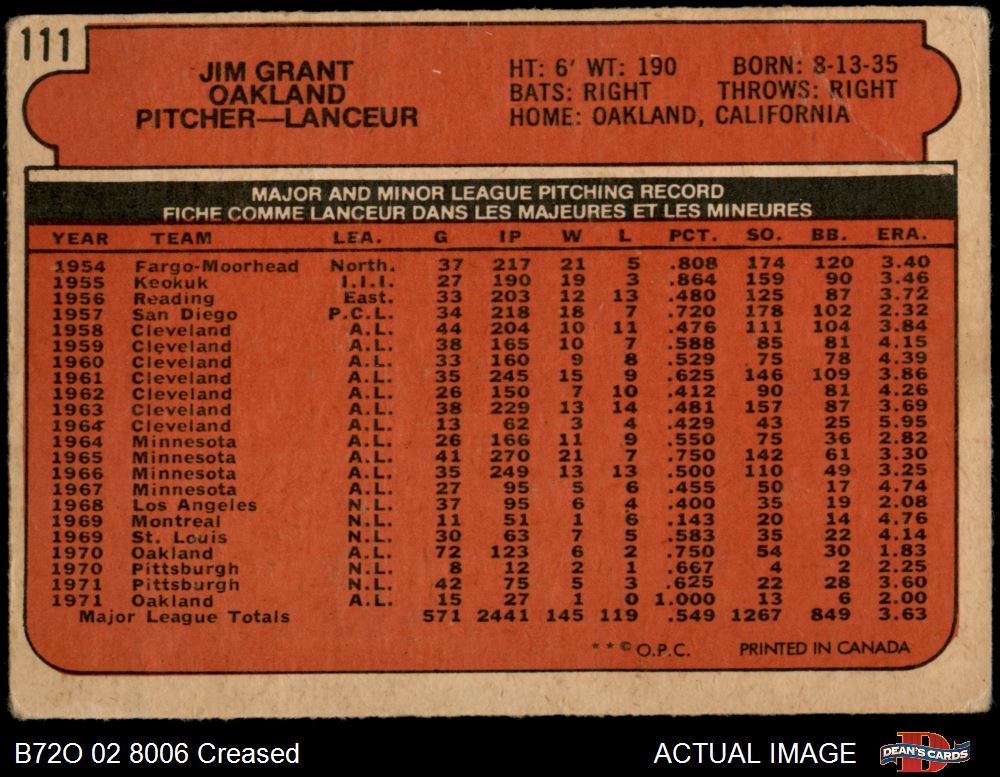 111
JIM GRANT
OAKLAND
PITCHER—LANCEUR
HT: 6' WT: 190 BORN: 8-13-35
BATS: RIGHT THROWS: RIGHT
HOME: OAKLAND, CALIFORNIA
MAJOR AND MINOR LEAGUE PITCHING RECORD
FICHE COMME LANCEUR DANS LES MAJEURES ET LES MINEURES
YEAR TEAM LEA. G IP W L PCT. SO. BB. ERA.
1954 Fargo-Moorhead North. 37 217 21 5 .808 174 120 3.40
1955 Keokuk I.I.I. 27 190 19 3 .864 159 90 3.46
1956 Reading East. 33 203 12 13 .480 125 87 3.72
1957 San Diego P.C.L. 34 218 18 7 .720 178 102 2.32
1958 Cleveland A.L. 44 204 10 11 .476 111 104 3.84
1959 Cleveland A.L. 38 165 10 7 .588 85 81 4.15
1960 Cleveland A.L. 33 160 9 8 .529 75 78 4.39
1961 Cleveland A.L. 35 245 15 9 .625 146 109 3.86
1962 Cleveland A.L. 26 150 7 10 .412 90 81 4.26
1963 Cleveland A.L. 38 229 13 14 .481 157 87 3.69
1964 Cleveland A.L. 13 62 3 4 .429 43 25 5.95
1964 Minnesota A.L. 26 166 11 9 .550 75 36 2.82
1965 Minnesota A.L. 41 270 21 7 .750 142 61 3.30
1966 Minnesota A.L. 35 249 13 13 .500 110 49 3.25
1967 Minnesota A.L. 27 95 5 6 .455 50 17 4.74
1968 Los Angeles N.L. 37 95 6 4 .400 35 19 2.08
1969 Montreal N.L. 11 51 1 6 .143 20 14 4.76
1969 St. Louis N.L. 30 63 7 5 .583 35 22 4.14
1970 Oakland A.L. 72 123 6 2 .750 54 30 1.83
1970 Pittsburgh N.L. 8 12 2 1 .667 4 2 2.25
1971 Pittsburgh N.L. 42 75 5 3 .625 22 28 3.60
1971 Oakland A.L. 15 27 1 0 1.000 13 6 2.00
Major League Totals 571 2441 145 119 .549 1267 849 3.63
**© O.P.C. PRINTED IN CANADA
B72O 02 8006 Creased
ACTUAL IMAGE
DEAN'S CARDS